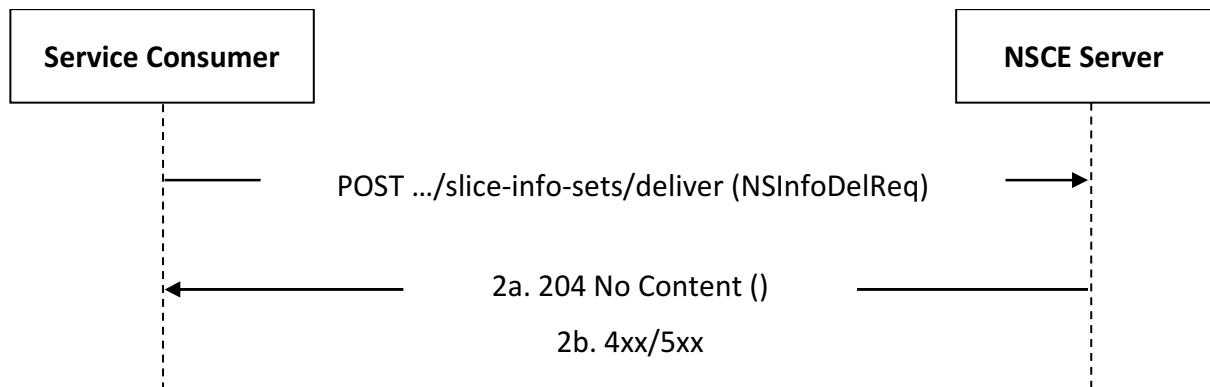 Service Consumer
NSCE Server
POST .../slice-info-sets/deliver (NSInfoDelReq)
2a. 204 No Content ()
2b. 4xx/5xx